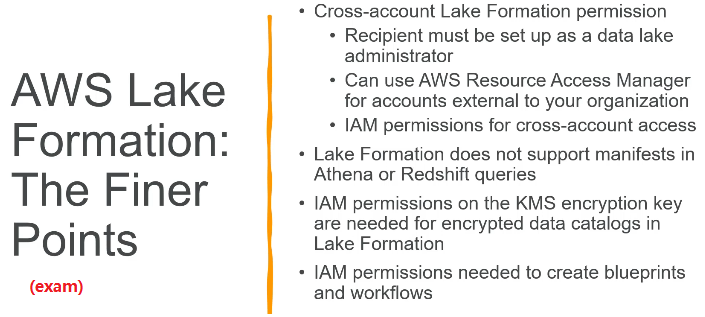 AWS Lake
Formation:
The Finer
Points
(exam)
• Cross-account Lake Formation permission
• Recipient must be set up as a data lake
administrator
• Can use AWS Resource Access Manager
for accounts external to your organization
• IAM permissions for cross-account access
• Lake Formation does not support manifests in
Athena or Redshift queries
• IAM permissions on the KMS encryption key
are needed for encrypted data catalogs in
Lake Formation
• IAM permissions needed to create blueprints
and workflows